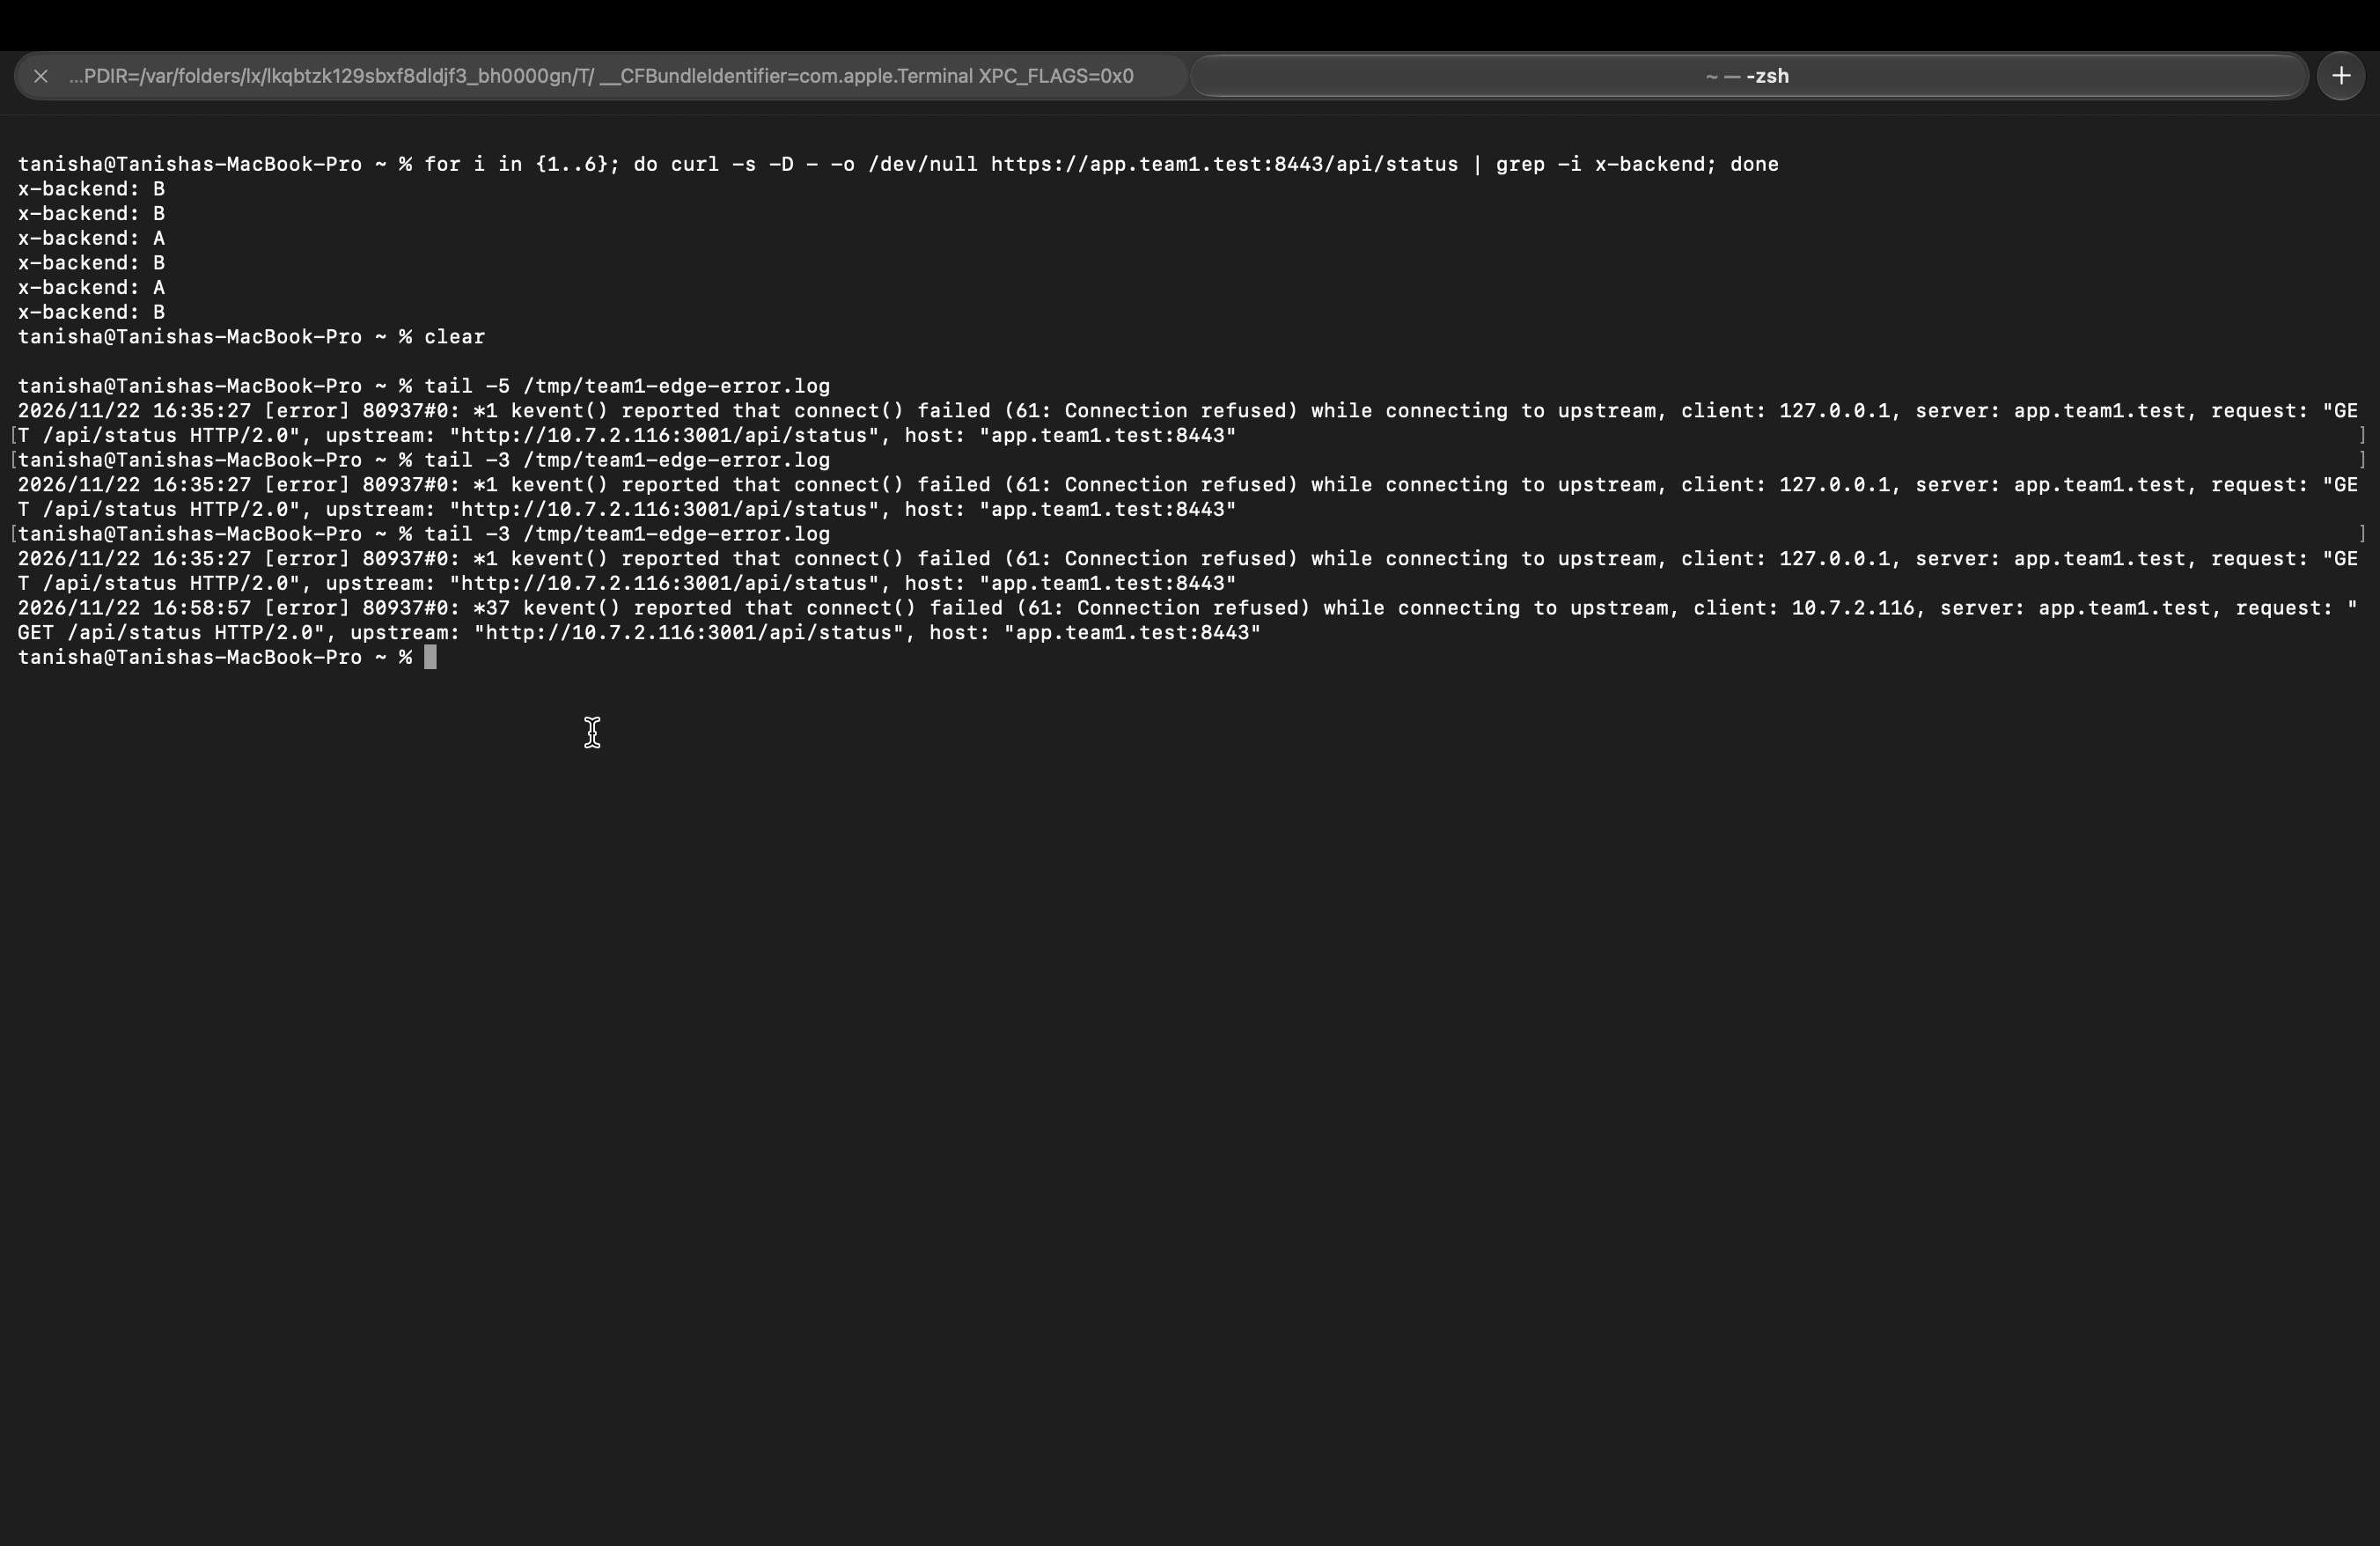 ...PDIR=/var/folders/lx/lkqbtzk129sbxf8dldjf3_bh0000gn/T/ __CFBundleIdentifier=com.apple.Terminal XPC_FLAGS=0x0
~ — -zsh
tanisha@Tanishas-MacBook-Pro ~ % for i in {1..6}; do curl -s -D - -o /dev/null https://app.team1.test:8443/api/status | grep -i x-backend; done
x-backend: B
x-backend: B
x-backend: A
x-backend: B
x-backend: A
x-backend: B
tanisha@Tanishas-MacBook-Pro ~ % clear
tanisha@Tanishas-MacBook-Pro ~ % tail -5 /tmp/team1-edge-error.log
2026/11/22 16:35:27 [error] 80937#0: *1 kevent() reported that connect() failed (61: Connection refused) while connecting to upstream, client: 127.0.0.1, server: app.team1.test, request: "GE
[T /api/status HTTP/2.0", upstream: "http://10.7.2.116:3001/api/status", host: "app.team1.test:8443" ]
[tanisha@Tanishas-MacBook-Pro ~ % tail -3 /tmp/team1-edge-error.log ]
2026/11/22 16:35:27 [error] 80937#0: *1 kevent() reported that connect() failed (61: Connection refused) while connecting to upstream, client: 127.0.0.1, server: app.team1.test, request: "GE
T /api/status HTTP/2.0", upstream: "http://10.7.2.116:3001/api/status", host: "app.team1.test:8443"
[tanisha@Tanishas-MacBook-Pro ~ % tail -3 /tmp/team1-edge-error.log ]
2026/11/22 16:35:27 [error] 80937#0: *1 kevent() reported that connect() failed (61: Connection refused) while connecting to upstream, client: 127.0.0.1, server: app.team1.test, request: "GE
T /api/status HTTP/2.0", upstream: "http://10.7.2.116:3001/api/status", host: "app.team1.test:8443"
2026/11/22 16:58:57 [error] 80937#0: *37 kevent() reported that connect() failed (61: Connection refused) while connecting to upstream, client: 10.7.2.116, server: app.team1.test, request: "
GET /api/status HTTP/2.0", upstream: "http://10.7.2.116:3001/api/status", host: "app.team1.test:8443"
tanisha@Tanishas-MacBook-Pro ~ %